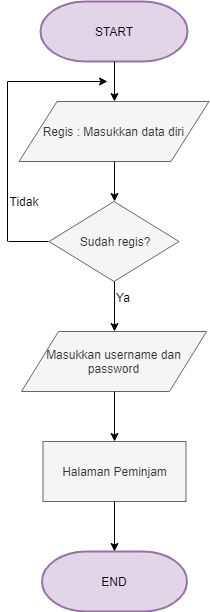 START
Regis : Masukkan data diri
Tidak
Sudah regis?
Ya
Masukkan username dan
password
Halaman Peminjam
END